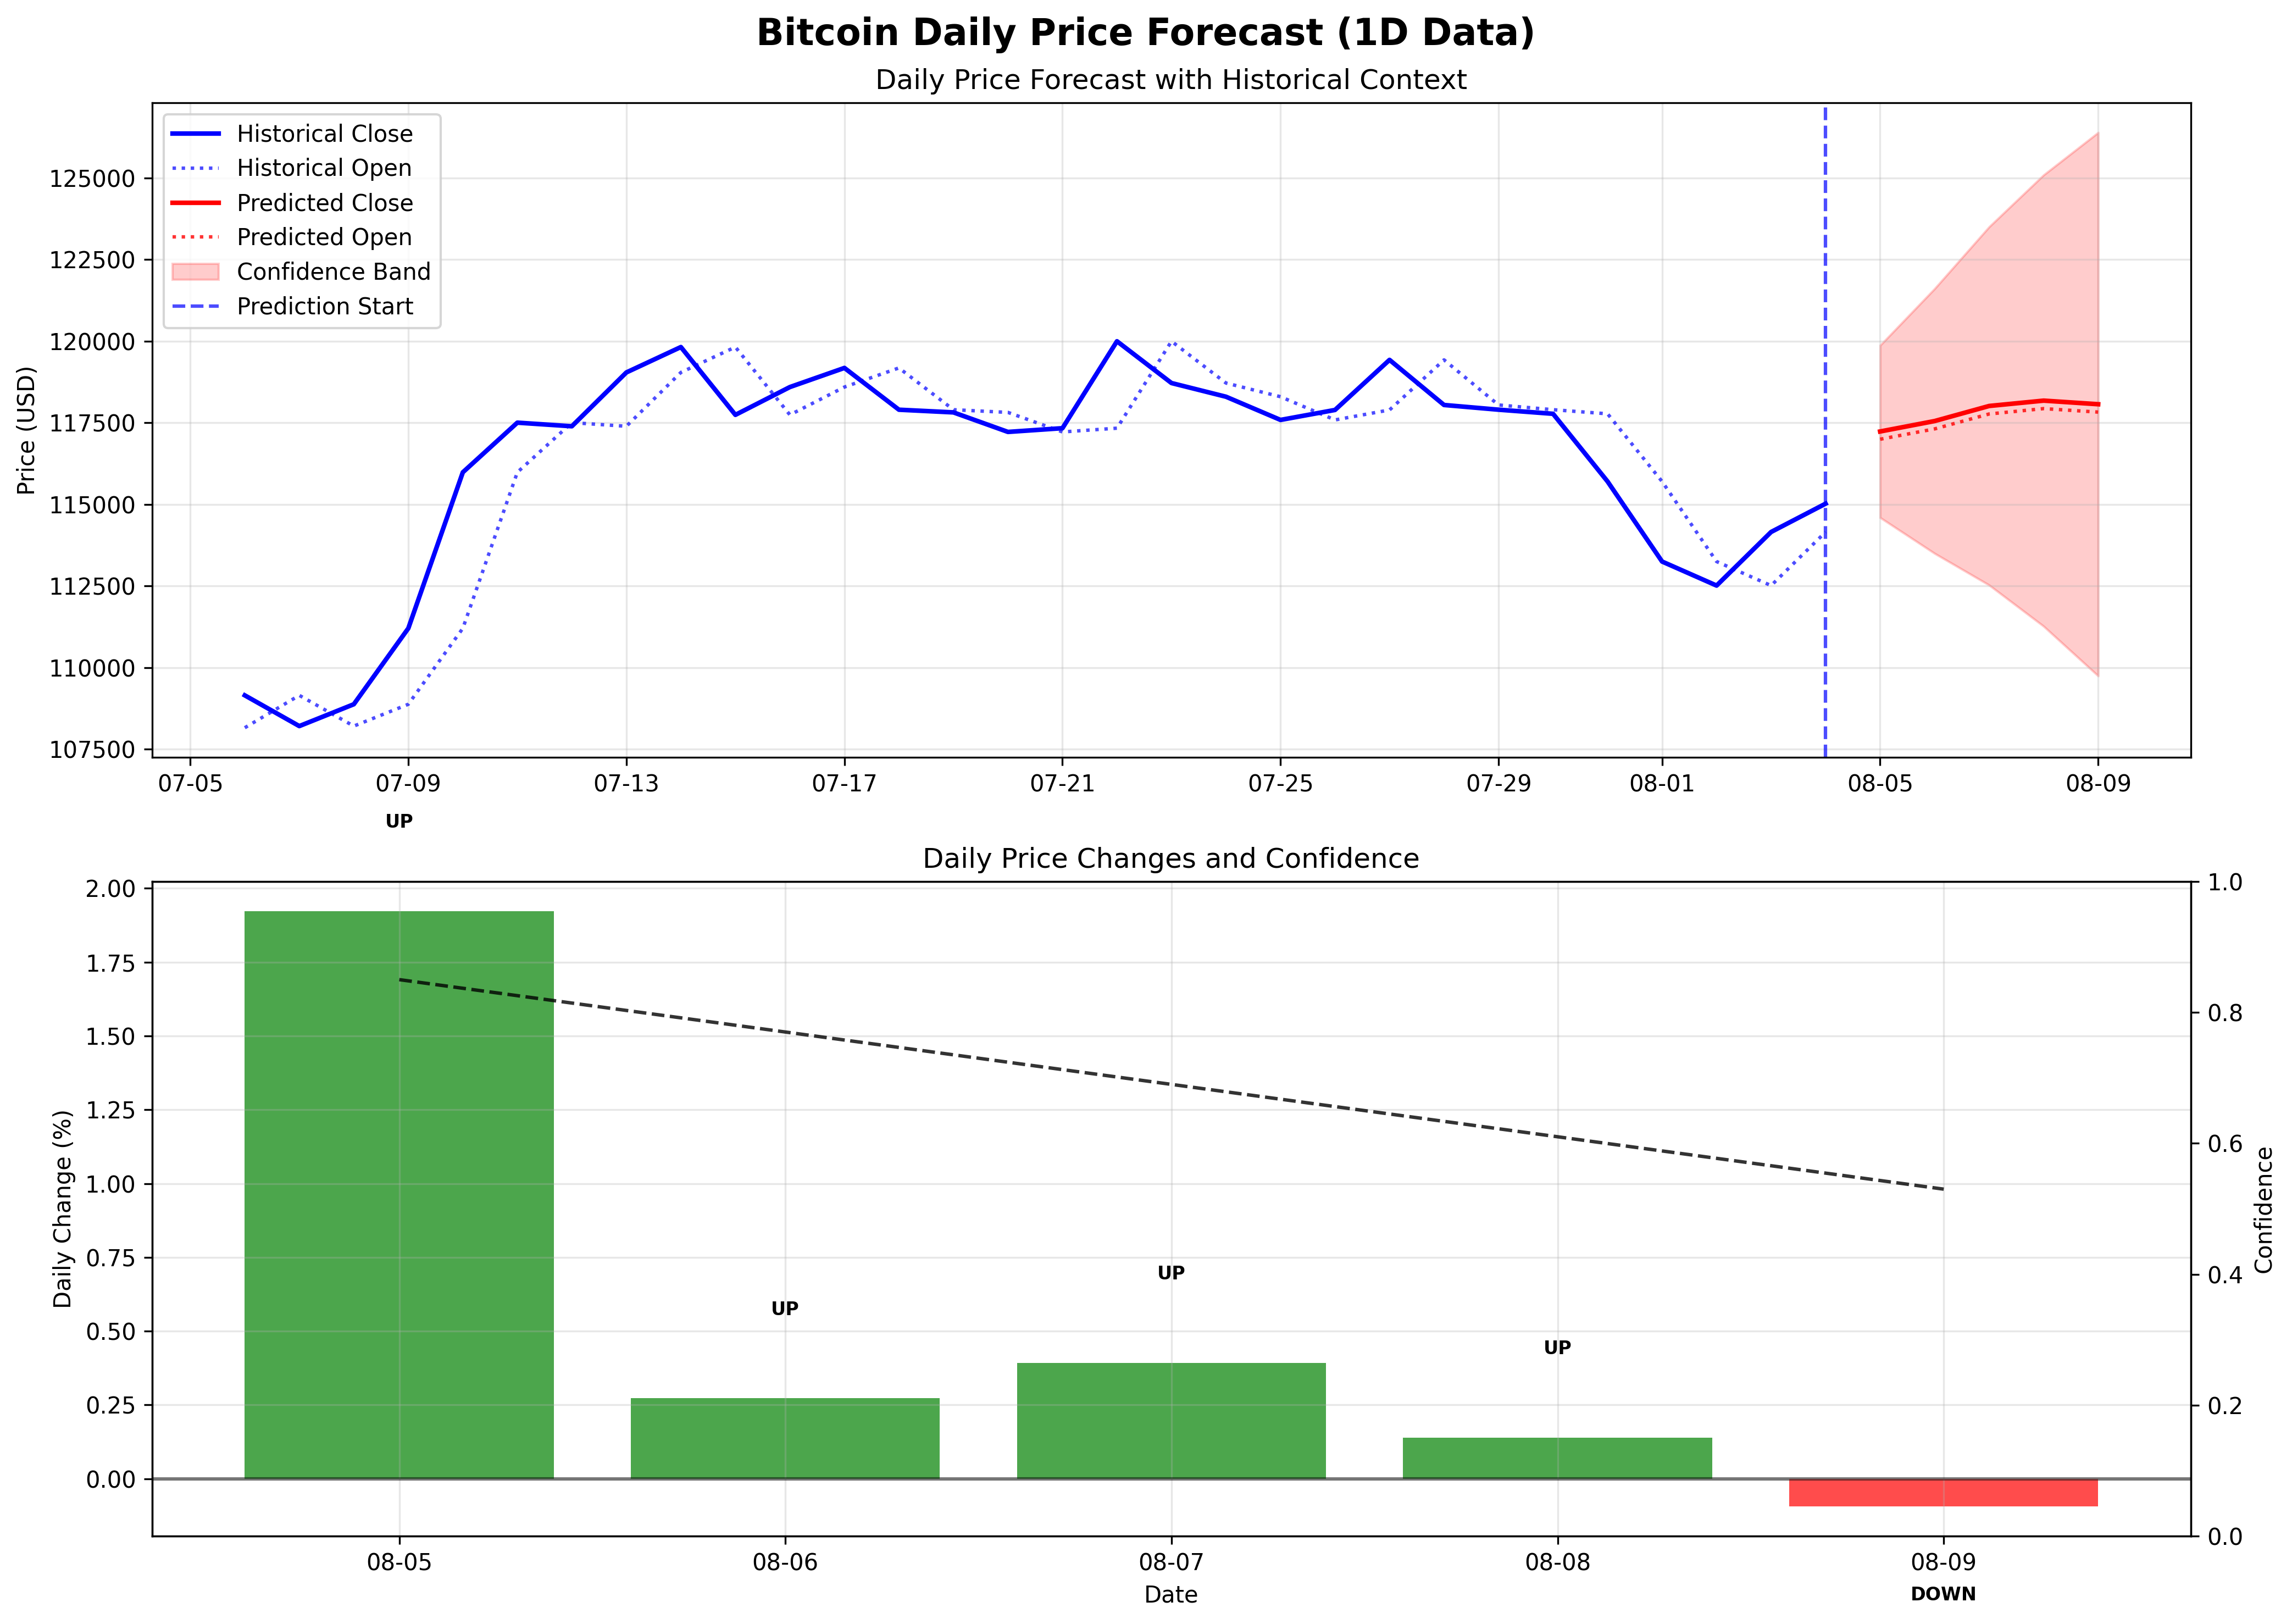 Bitcoin Daily Price Forecast (1D Data)
Daily Price Forecast with Historical Context
Historical Close
Historical Open
Predicted Close
Predicted Open
Confidence Band
Prediction Start
Price (USD)
125000
122500
120000
117500
115000
112500
110000
107500
07-05 07-09 07-13 07-17 07-21 07-25 07-29 08-01 08-05 08-09
UP
Daily Price Changes and Confidence
Daily Change (%)
2.00
1.75
1.50
1.25
1.00
0.75
0.50
0.25
0.00
UP
UP
UP
1.0
0.8
0.6
0.4
0.2
0.0
Confidence
08-05 08-06 08-07 08-08 08-09
Date
DOWN